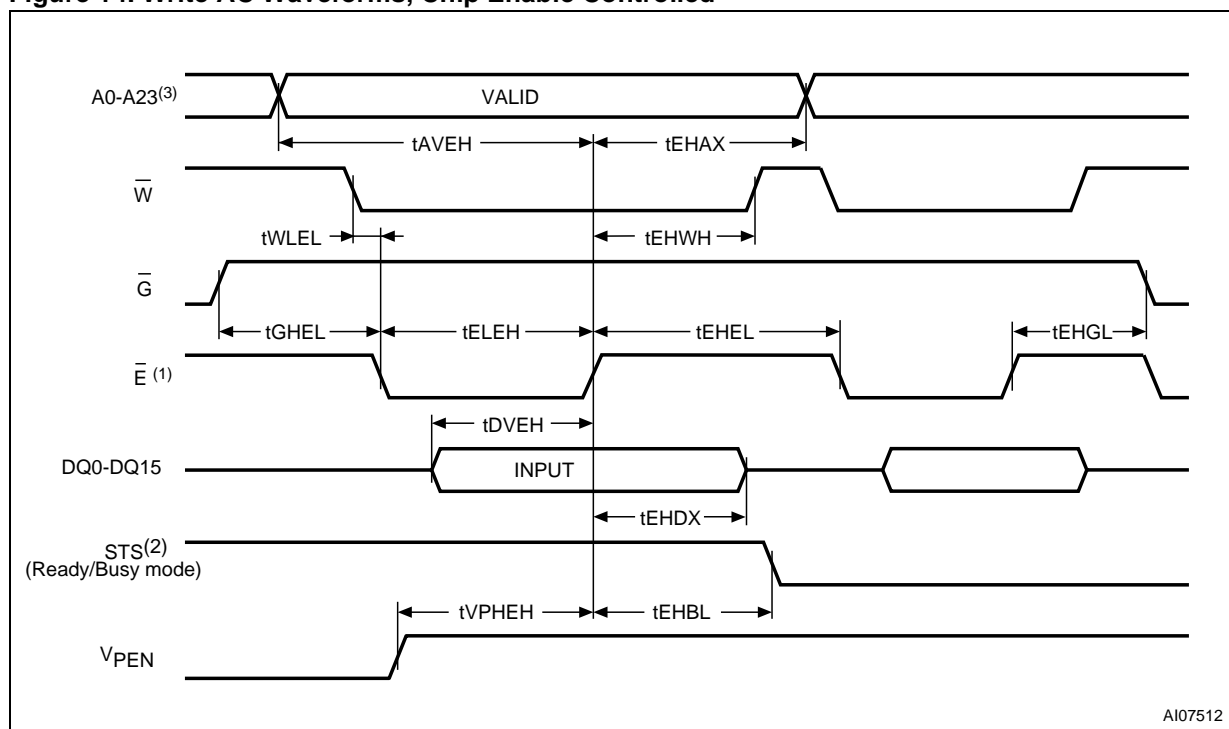 Figure 14. Write AC Waveforms, Chip Enable Controlled
A0-A23(3)
VALID
tAVEH
tEHAX
W
tWLEL
tEHWH
G
tGHEL
tELEH
tEHEL
tEHGL
E (1)
tDVEH
DQ0-DQ15
INPUT
tEHDX
STS(2)
(Ready/Busy mode)
tVPHEH
tEHBL
VPEN
AI07512